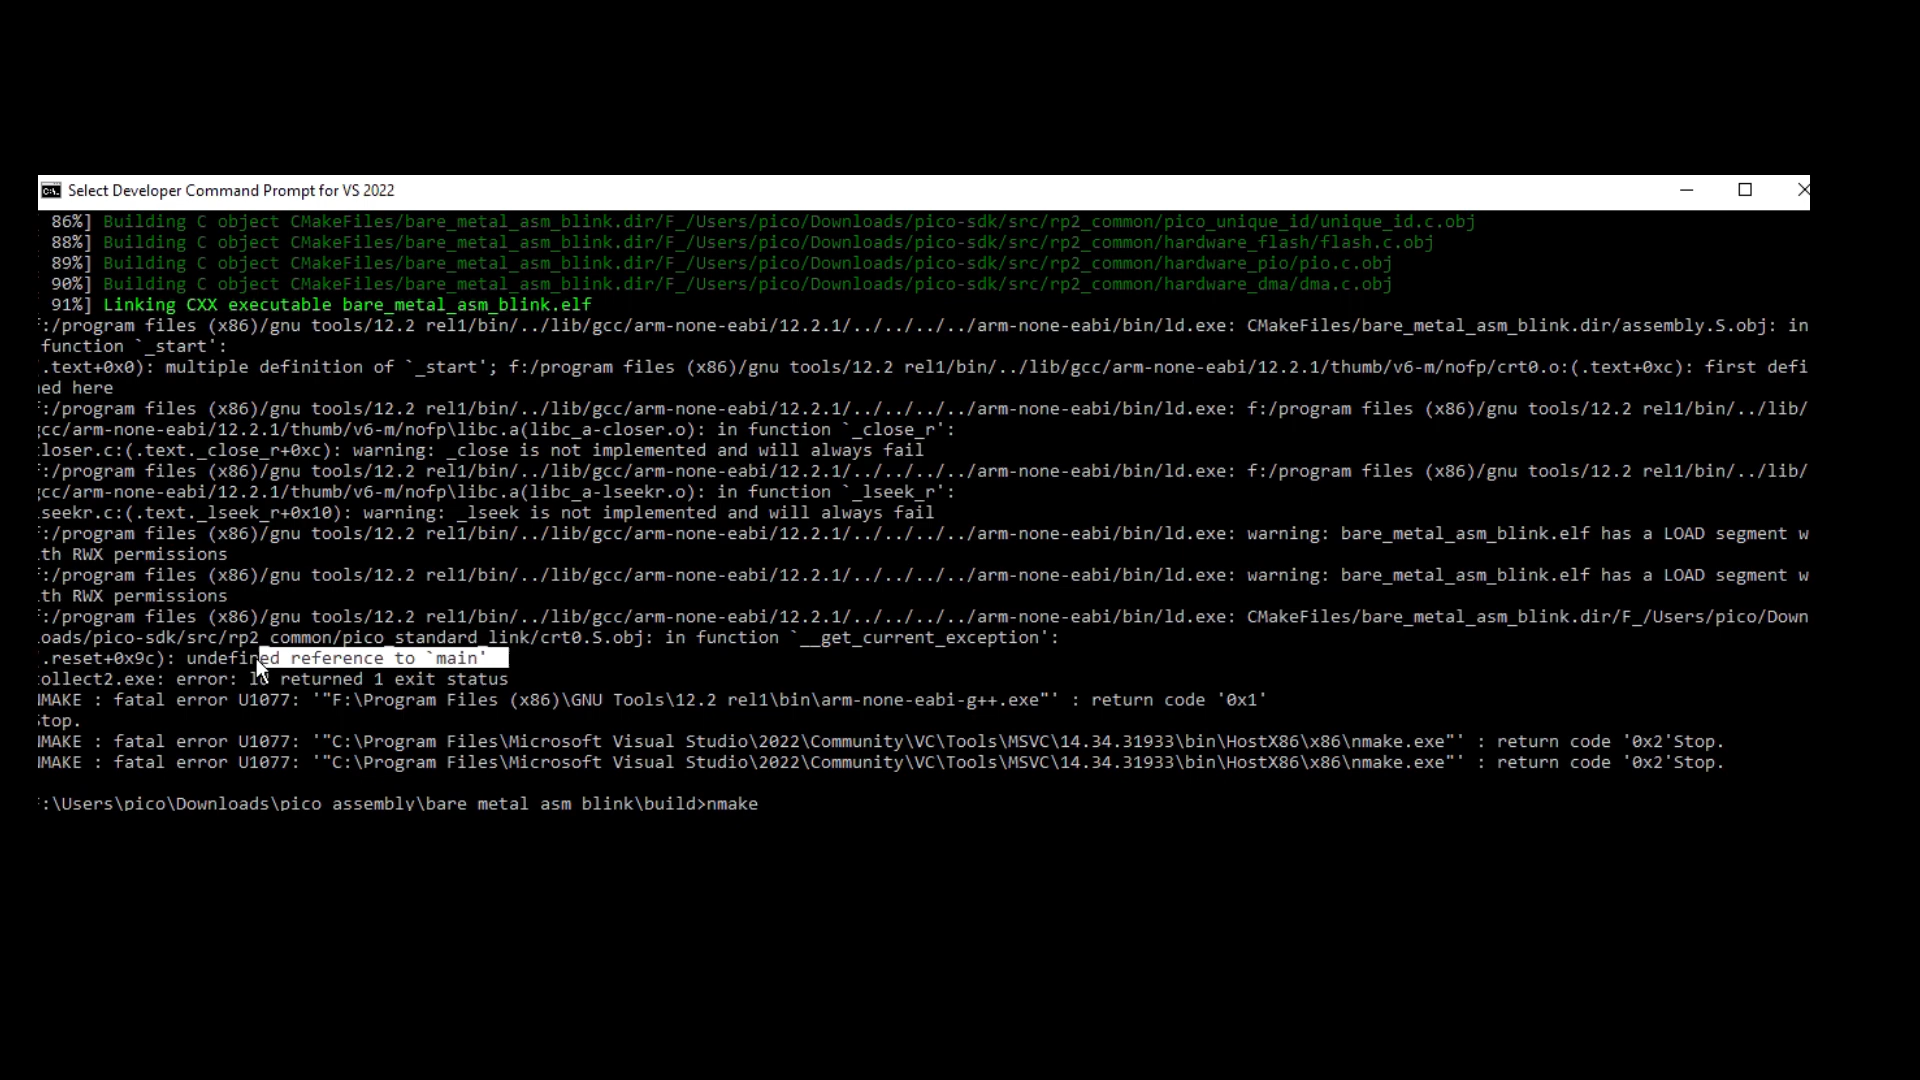 Select Developer Command Prompt for VS 2022
86%] Building C object CMakeFiles/bare_metal_asm_blink.dir/F_/Users/pico/Downloads/pico-sdk/src/rp2_common/pico_unique_id/unique_id.c.obj
88%] Building C object CMakeFiles/bare_metal_asm_blink.dir/F_/Users/pico/Downloads/pico-sdk/src/rp2_common/hardware_flash/flash.c.obj
89%] Building C object CMakeFiles/bare_metal_asm_blink.dir/F_/Users/pico/Downloads/pico-sdk/src/rp2_common/hardware_pio/pio.c.obj
90%] Building C object CMakeFiles/bare_metal_asm_blink.dir/F_/Users/pico/Downloads/pico-sdk/src/rp2_common/hardware_dma/dma.c.obj
91%] Linking CXX executable bare_metal_asm_blink.elf
:/program files (x86)/gnu tools/12.2 rel1/bin/../lib/gcc/arm-none-eabi/12.2.1/../../../../arm-none-eabi/bin/ld.exe: CMakeFiles/bare_metal_asm_blink.dir/assembly.S.obj: in
function `_start':
.text+0x0): multiple definition of `_start'; f:/program files (x86)/gnu tools/12.2 rel1/bin/../lib/gcc/arm-none-eabi/12.2.1/thumb/v6-m/nofp/crt0.o:(.text+0xc): first defi
ed here
:/program files (x86)/gnu tools/12.2 rel1/bin/../lib/gcc/arm-none-eabi/12.2.1/../../../../arm-none-eabi/bin/ld.exe: f:/program files (x86)/gnu tools/12.2 rel1/bin/../lib/
cc/arm-none-eabi/12.2.1/thumb/v6-m/nofp\libc.a(libc_a-closer.o): in function `_close_r':
loser.c:(.text._close_r+0xc): warning: _close is not implemented and will always fail
:/program files (x86)/gnu tools/12.2 rel1/bin/../lib/gcc/arm-none-eabi/12.2.1/../../../../arm-none-eabi/bin/ld.exe: f:/program files (x86)/gnu tools/12.2 rel1/bin/../lib/
cc/arm-none-eabi/12.2.1/thumb/v6-m/nofp\libc.a(libc_a-lseekr.o): in function `_lseek_r':
seekr.c:(.text._lseek_r+0x10): warning: _lseek is not implemented and will always fail
:/program files (x86)/gnu tools/12.2 rel1/bin/../lib/gcc/arm-none-eabi/12.2.1/../../../../arm-none-eabi/bin/ld.exe: warning: bare_metal_asm_blink.elf has a LOAD segment w
th RWX permissions
:/program files (x86)/gnu tools/12.2 rel1/bin/../lib/gcc/arm-none-eabi/12.2.1/../../../../arm-none-eabi/bin/ld.exe: warning: bare_metal_asm_blink.elf has a LOAD segment w
th RWX permissions
:/program files (x86)/gnu tools/12.2 rel1/bin/../lib/gcc/arm-none-eabi/12.2.1/../../../../arm-none-eabi/bin/ld.exe: CMakeFiles/bare_metal_asm_blink.dir/F_/Users/pico/Down
oads/pico-sdk/src/rp2_common/pico_standard_link/crt0.S.obj: in function `__get_current_exception':
.reset+0x9c): undefined reference to `main'
ollect2.exe: error: ld returned 1 exit status
MAKE : fatal error U1077: '"F:\Program Files (x86)\GNU Tools\12.2 rel1\bin\arm-none-eabi-g++.exe"' : return code '0x1'
top.
MAKE : fatal error U1077: '"C:\Program Files\Microsoft Visual Studio\2022\Community\VC\Tools\MSVC\14.34.31933\bin\HostX86\x86\nmake.exe"' : return code '0x2'Stop.
MAKE : fatal error U1077: '"C:\Program Files\Microsoft Visual Studio\2022\Community\VC\Tools\MSVC\14.34.31933\bin\HostX86\x86\nmake.exe"' : return code '0x2'Stop.
:\Users\pico\Downloads\pico assembly\bare metal asm blink\build>nmake